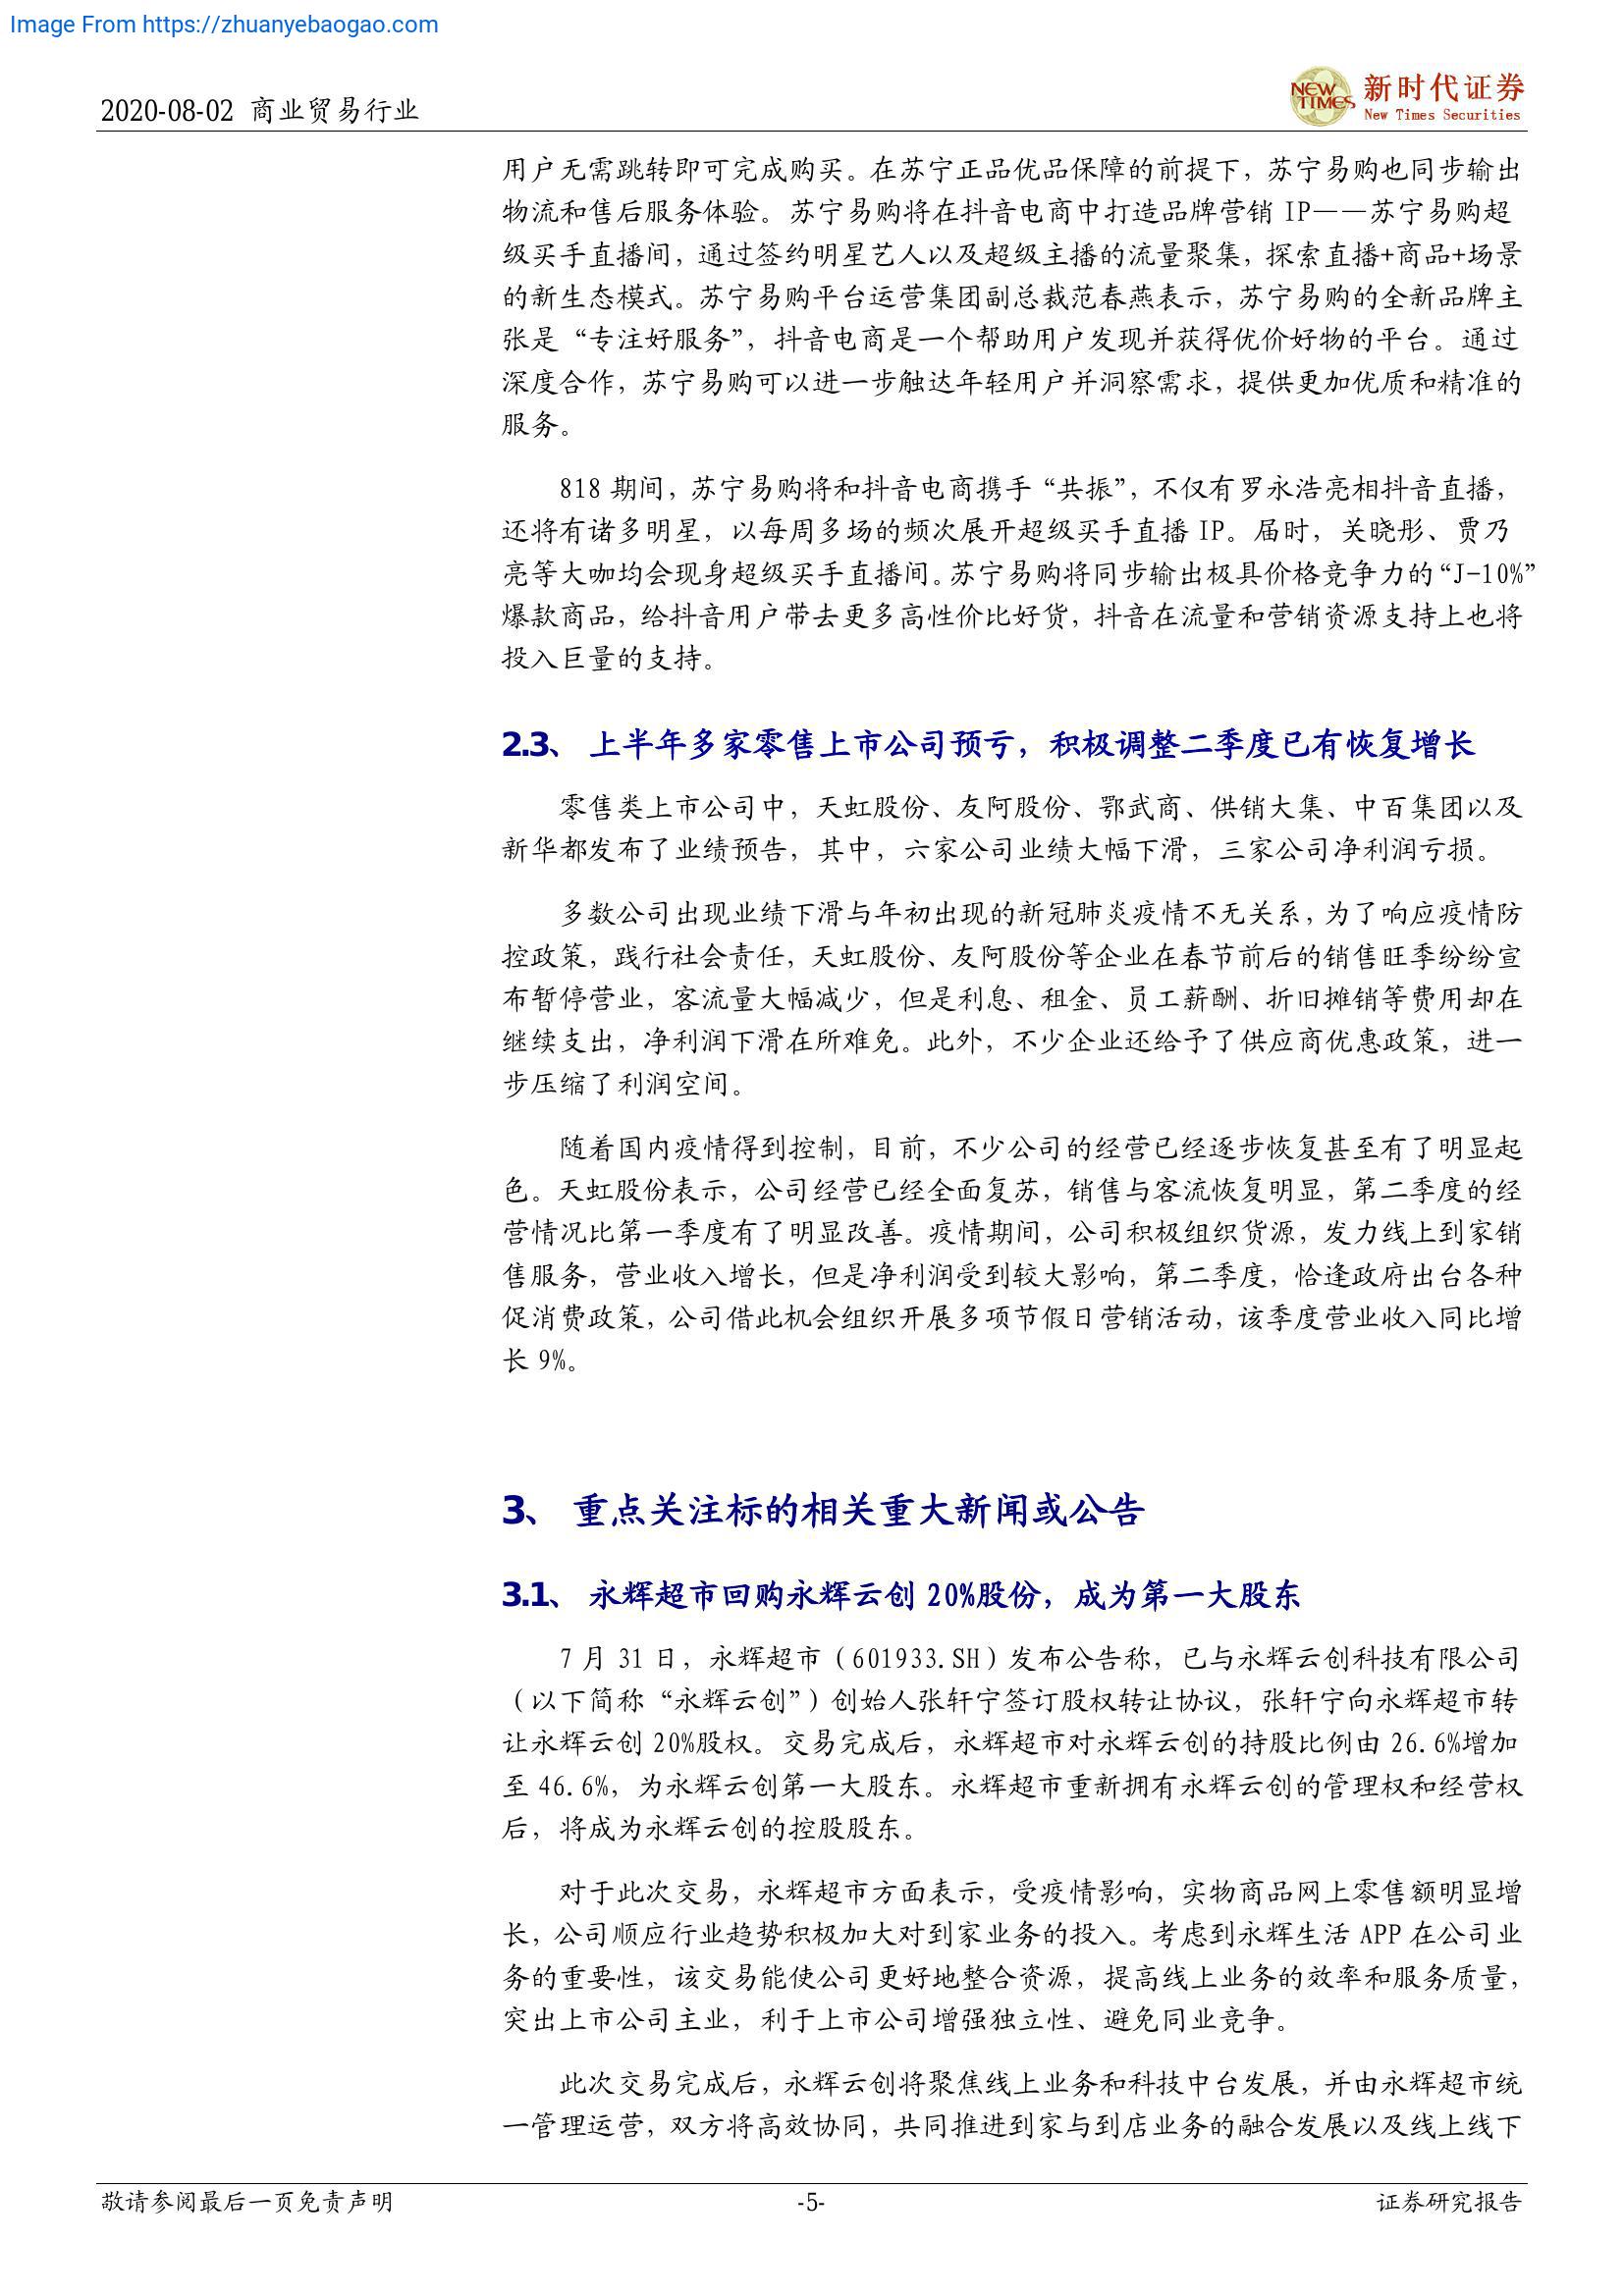 Image From https://zhuanyebaogao.com
2020-08-02 商业贸易行业
NEW TIMES
新时代证券
New Times Securities
用户无需跳转即可完成购买。在苏宁正品优品保障的前提下，苏宁易购也同步输出
物流和售后服务体验。苏宁易购将在抖音电商中打造品牌营销 IP——苏宁易购超
级买手直播间，通过签约明星艺人以及超级主播的流量聚集，探索直播+商品+场景
的新生态模式。苏宁易购平台运营集团副总裁范春燕表示，苏宁易购的全新品牌主
张是“专注好服务”，抖音电商是一个帮助用户发现并获得优价好物的平台。通过
深度合作，苏宁易购可以进一步触达年轻用户并洞察需求，提供更加优质和精准的
服务。
818 期间，苏宁易购将和抖音电商携手“共振”，不仅有罗永浩亮相抖音直播，
还将有诸多明星，以每周多场的频次展开超级买手直播 IP。届时，关晓彤、贾乃
亮等大咖均会现身超级买手直播间。苏宁易购将同步输出极具价格竞争力的“J-10%”
爆款商品，给抖音用户带去更多高性价比好货，抖音在流量和营销资源支持上也将
投入巨量的支持。
2.3、 上半年多家零售上市公司预亏，积极调整二季度已有恢复增长
零售类上市公司中，天虹股份、友阿股份、鄂武商、供销大集、中百集团以及
新华都发布了业绩预告，其中，六家公司业绩大幅下滑，三家公司净利润亏损。
多数公司出现业绩下滑与年初出现的新冠肺炎疫情不无关系，为了响应疫情防
控政策，践行社会责任，天虹股份、友阿股份等企业在春节前后的销售旺季纷纷宣
布暂停营业，客流量大幅减少，但是利息、租金、员工薪酬、折旧摊销等费用却在
继续支出，净利润下滑在所难免。此外，不少企业还给予了供应商优惠政策，进一
步压缩了利润空间。
随着国内疫情得到控制，目前，不少公司的经营已经逐步恢复甚至有了明显起
色。天虹股份表示，公司经营已经全面复苏，销售与客流恢复明显，第二季度的经
营情况比第一季度有了明显改善。疫情期间，公司积极组织货源，发力线上到家销
售服务，营业收入增长，但是净利润受到较大影响，第二季度，恰逢政府出台各种
促消费政策，公司借此机会组织开展多项节假日营销活动，该季度营业收入同比增
长 9%。
3、 重点关注标的相关重大新闻或公告
3.1、 永辉超市回购永辉云创 20%股份，成为第一大股东
7 月 31 日，永辉超市（601933.SH）发布公告称，已与永辉云创科技有限公司
（以下简称“永辉云创”）创始人张轩宁签订股权转让协议，张轩宁向永辉超市转
让永辉云创 20%股权。交易完成后，永辉超市对永辉云创的持股比例由 26.6%增加
至 46.6%，为永辉云创第一大股东。永辉超市重新拥有永辉云创的管理权和经营权
后，将成为永辉云创的控股股东。
对于此次交易，永辉超市方面表示，受疫情影响，实物商品网上零售额明显增
长，公司顺应行业趋势积极加大对到家业务的投入。考虑到永辉生活 APP 在公司业
务的重要性，该交易能使公司更好地整合资源，提高线上业务的效率和服务质量，
突出上市公司主业，利于上市公司增强独立性、避免同业竞争。
此次交易完成后，永辉云创将聚焦线上业务和科技中台发展，并由永辉超市统
一管理运营，双方将高效协同，共同推进到家与到店业务的融合发展以及线上线下
敬请参阅最后一页免责声明
-5-
证券研究报告